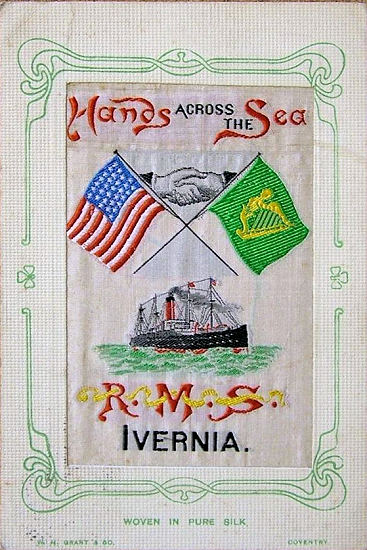 Hands ACROSS THE Sea
R.M.S.
IVERNIA.
WOVEN IN PURE SILK
W. H. GRANT & CO. COVENTRY.